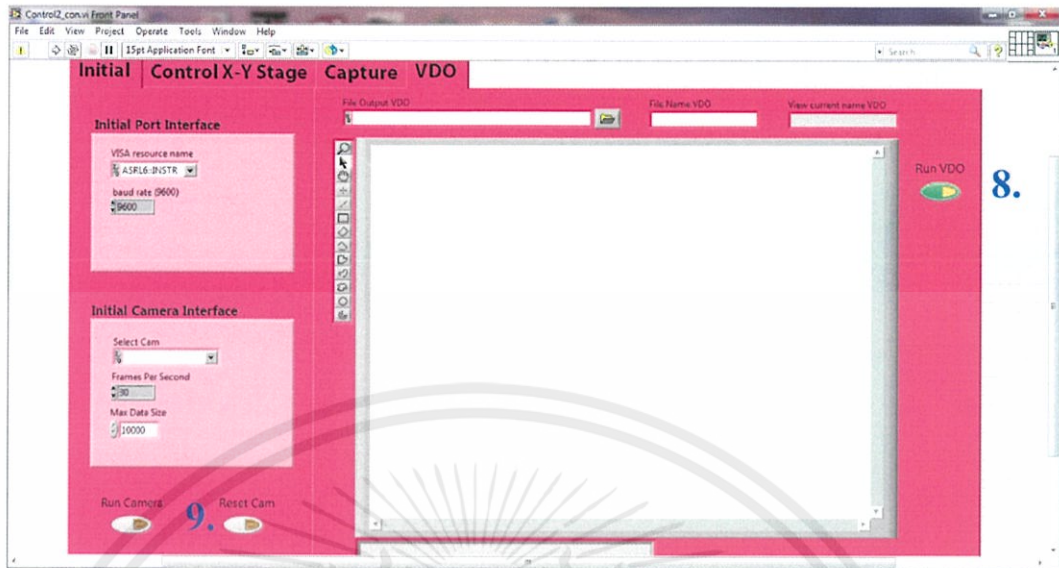 Control2_con.vi Front Panel
File Edit View Project Operate Tools Window Help
15pt Application Font
Search
Initial Control X-Y Stage Capture VDO
File Output VDO
File Name VDO
View current name VDO
Initial Port Interface
VISA resource name
ASRL6::INSTR
baud rate (9600)
9600
Run VDO
8.
Initial Camera Interface
Select Cam
Frames Per Second
30
Max Data Size
10000
Run Camera
9.
Reset Cam